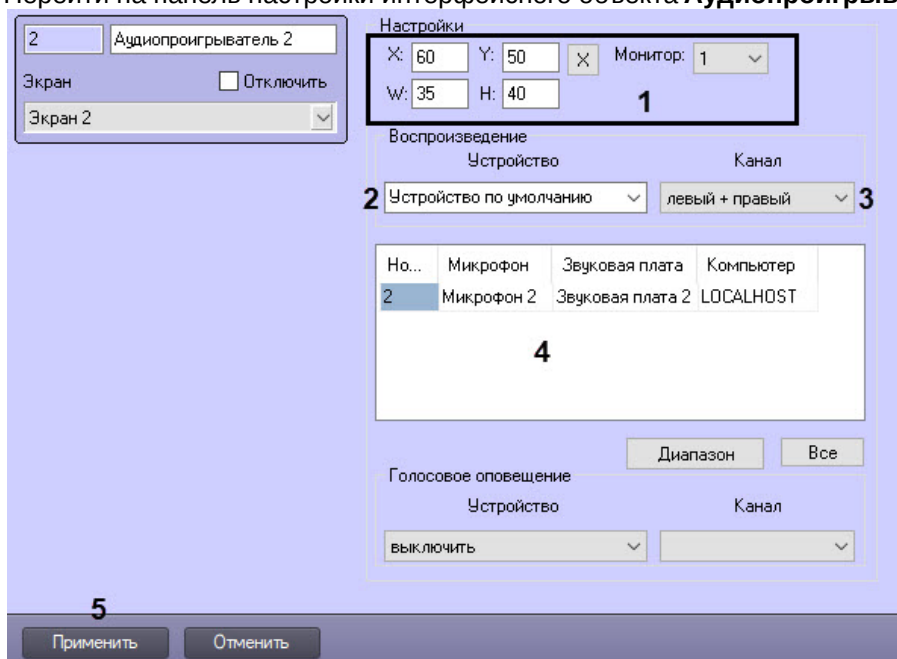 Перейти на панель настройки интерфейсного объекта Аудиопроигрыв
2 Аудиопроигрыватель 2
Экран Отключить
Экран 2
Настройки
X: 60 Y: 50 X Монитор: 1
W: 35 H: 40
1
Воспроизведение
Устройство Канал
2 Устройство по умолчанию левый + правый 3
Но... Микрофон Звуковая плата Компьютер
2 Микрофон 2 Звуковая плата 2 LOCALHOST
4
Диапазон Все
Голосовое оповещение
Устройство Канал
выключить
5
Применить Отменить